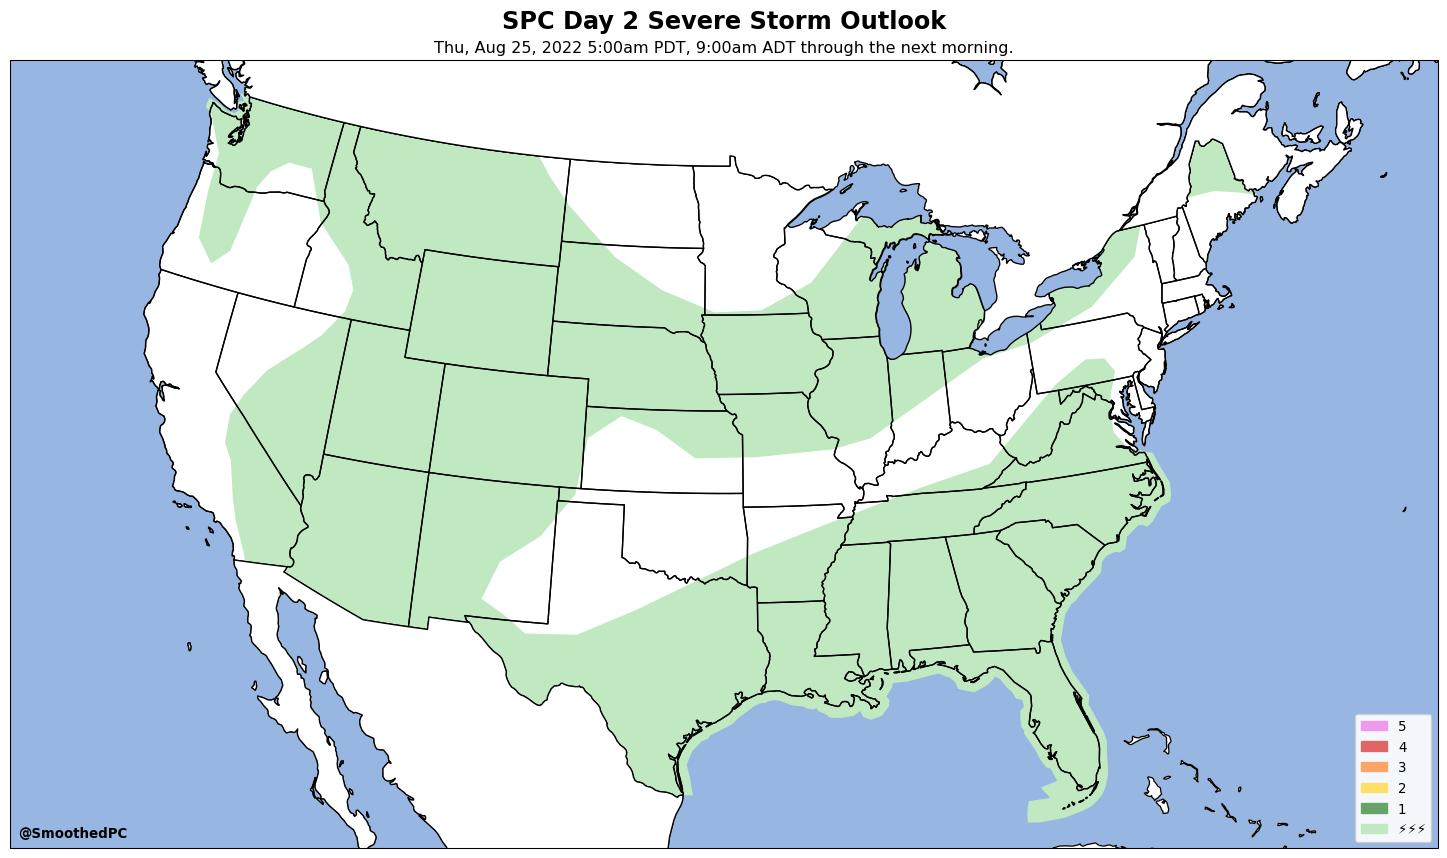 SPC Day 2 Severe Storm Outlook
Thu, Aug 25, 2022 5:00am PDT, 9:00am ADT through the next morning.
5
4
3
2
1
⚡⚡⚡
@SmoothedPC